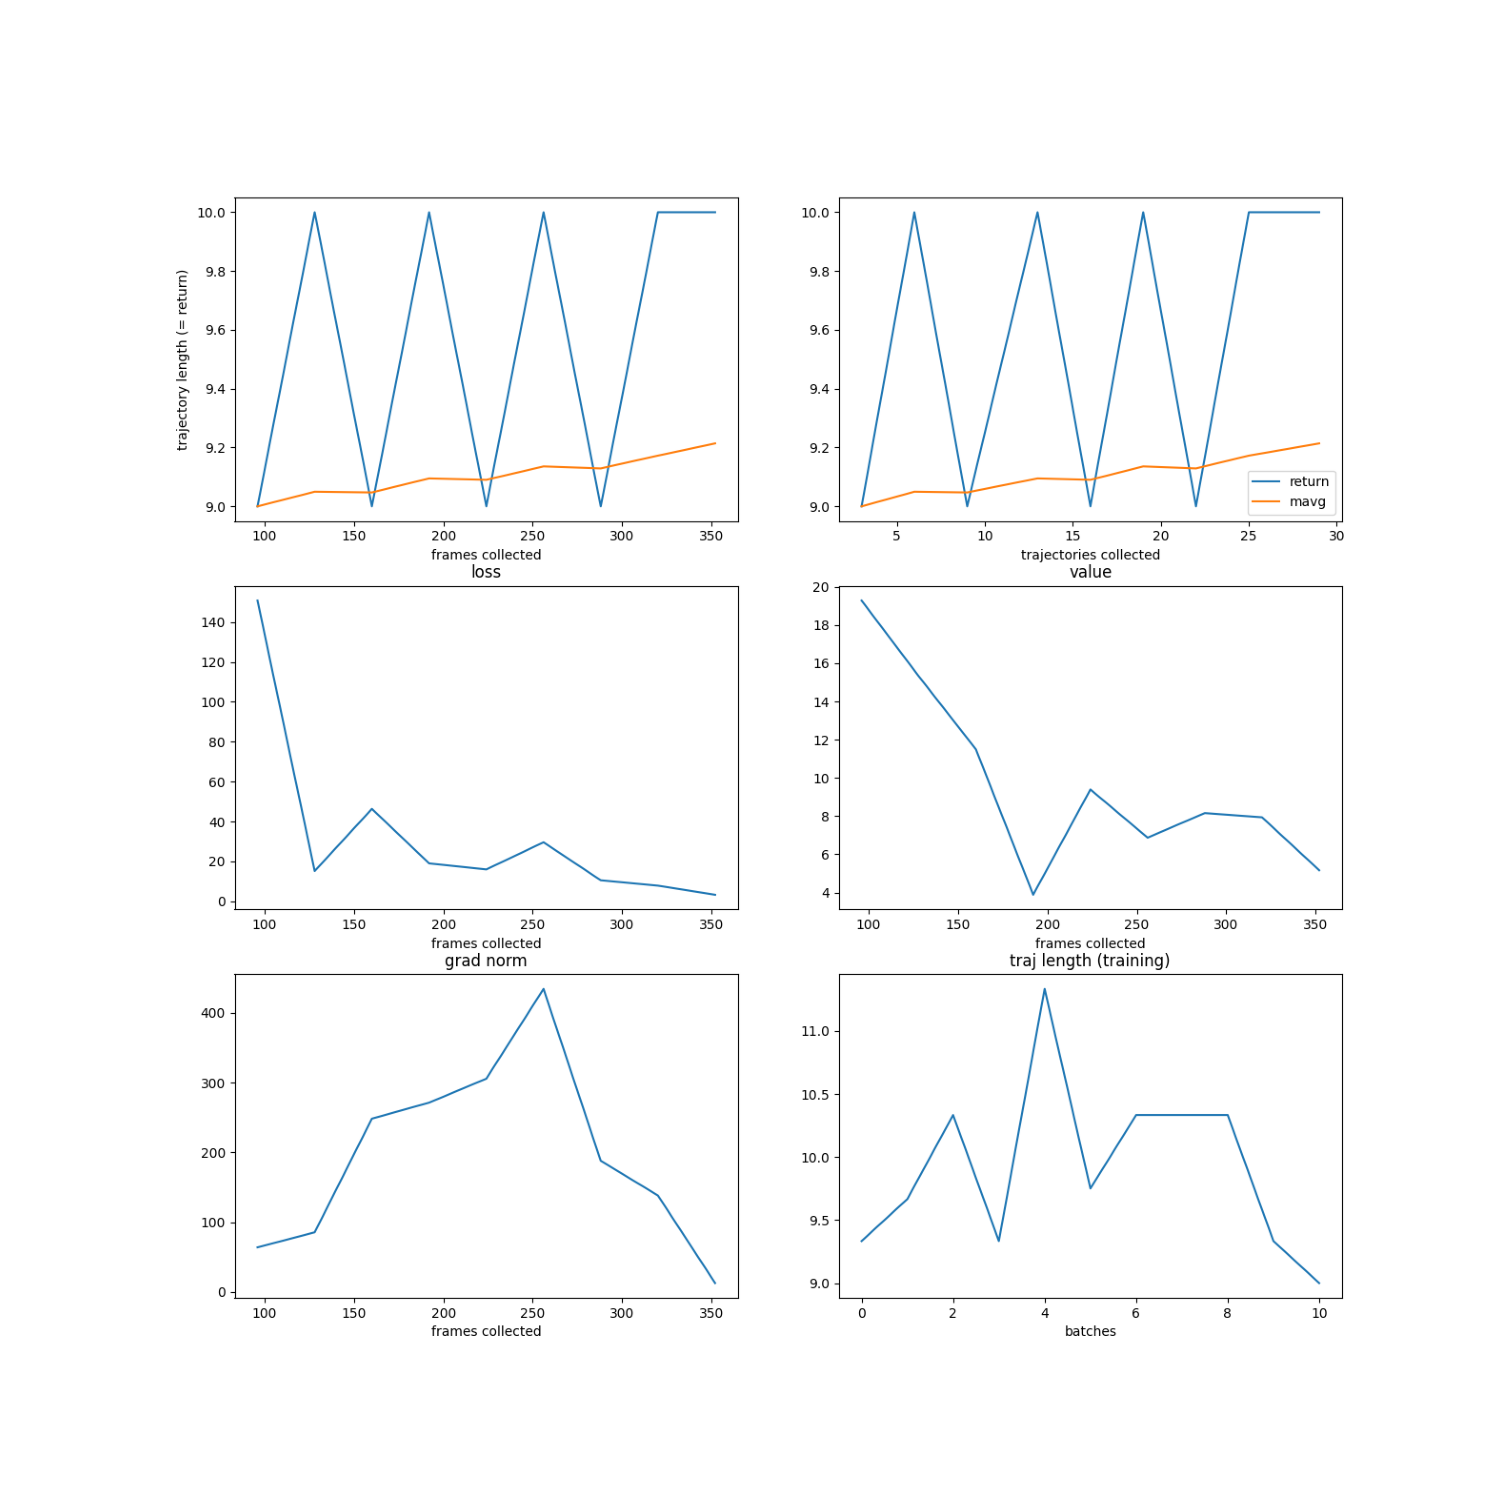 10.0
9.8
9.6
9.4
9.2
9.0
trajectory length (= return)
100 150 200 250 300 350
frames collected
10.0
9.8
9.6
9.4
9.2
9.0
return
mavg
5 10 15 20 25 30
trajectories collected
loss
140
120
100
80
60
40
20
0
100 150 200 250 300 350
frames collected
value
20
18
16
14
12
10
8
6
4
100 150 200 250 300 350
frames collected
grad norm
400
300
200
100
0
100 150 200 250 300 350
frames collected
traj length (training)
11.0
10.5
10.0
9.5
9.0
0 2 4 6 8 10
batches